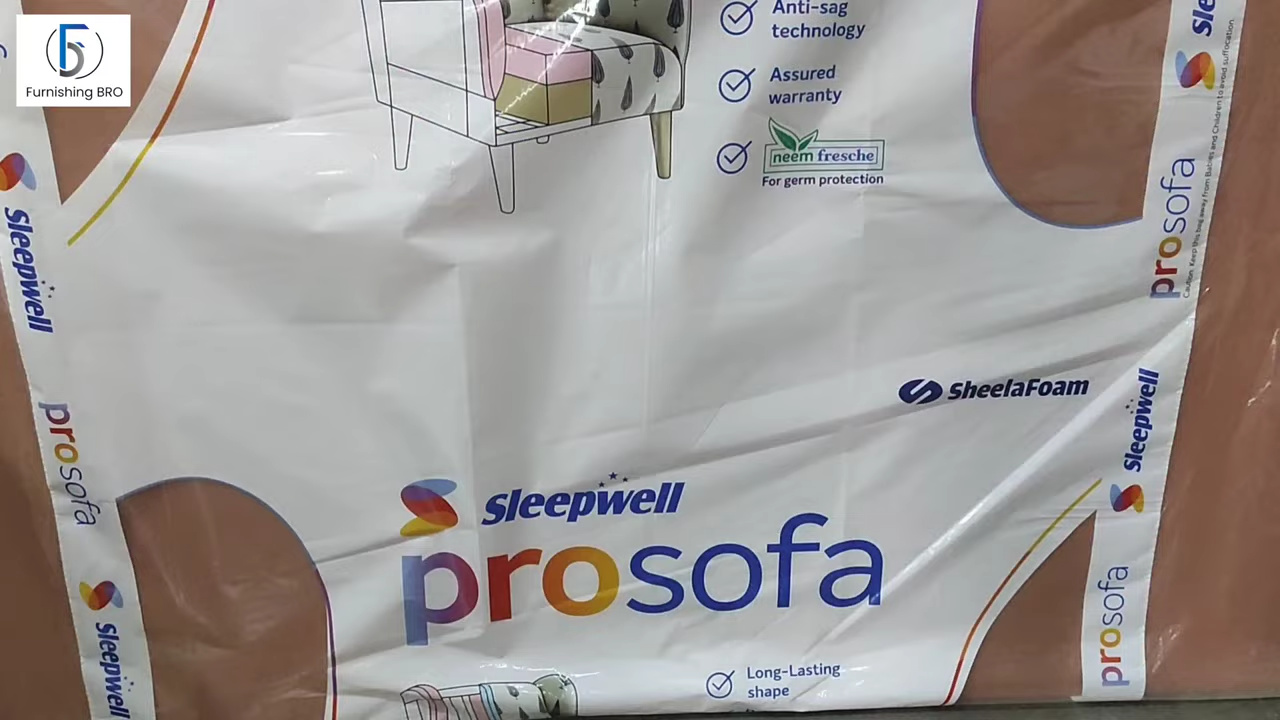 Furnishing BRO
Anti-sag
technology
Assured
warranty
neem fresche
For germ protection
Sleepwell
prosofa
Sleepwell
Sle
prosofa
Caution: Keep this bag away from Babies and Children to avoid suffocation.
SheelaFoam
Sleepwell
prosofa
Sleepwell
prosofa
Long-Lasting
shape